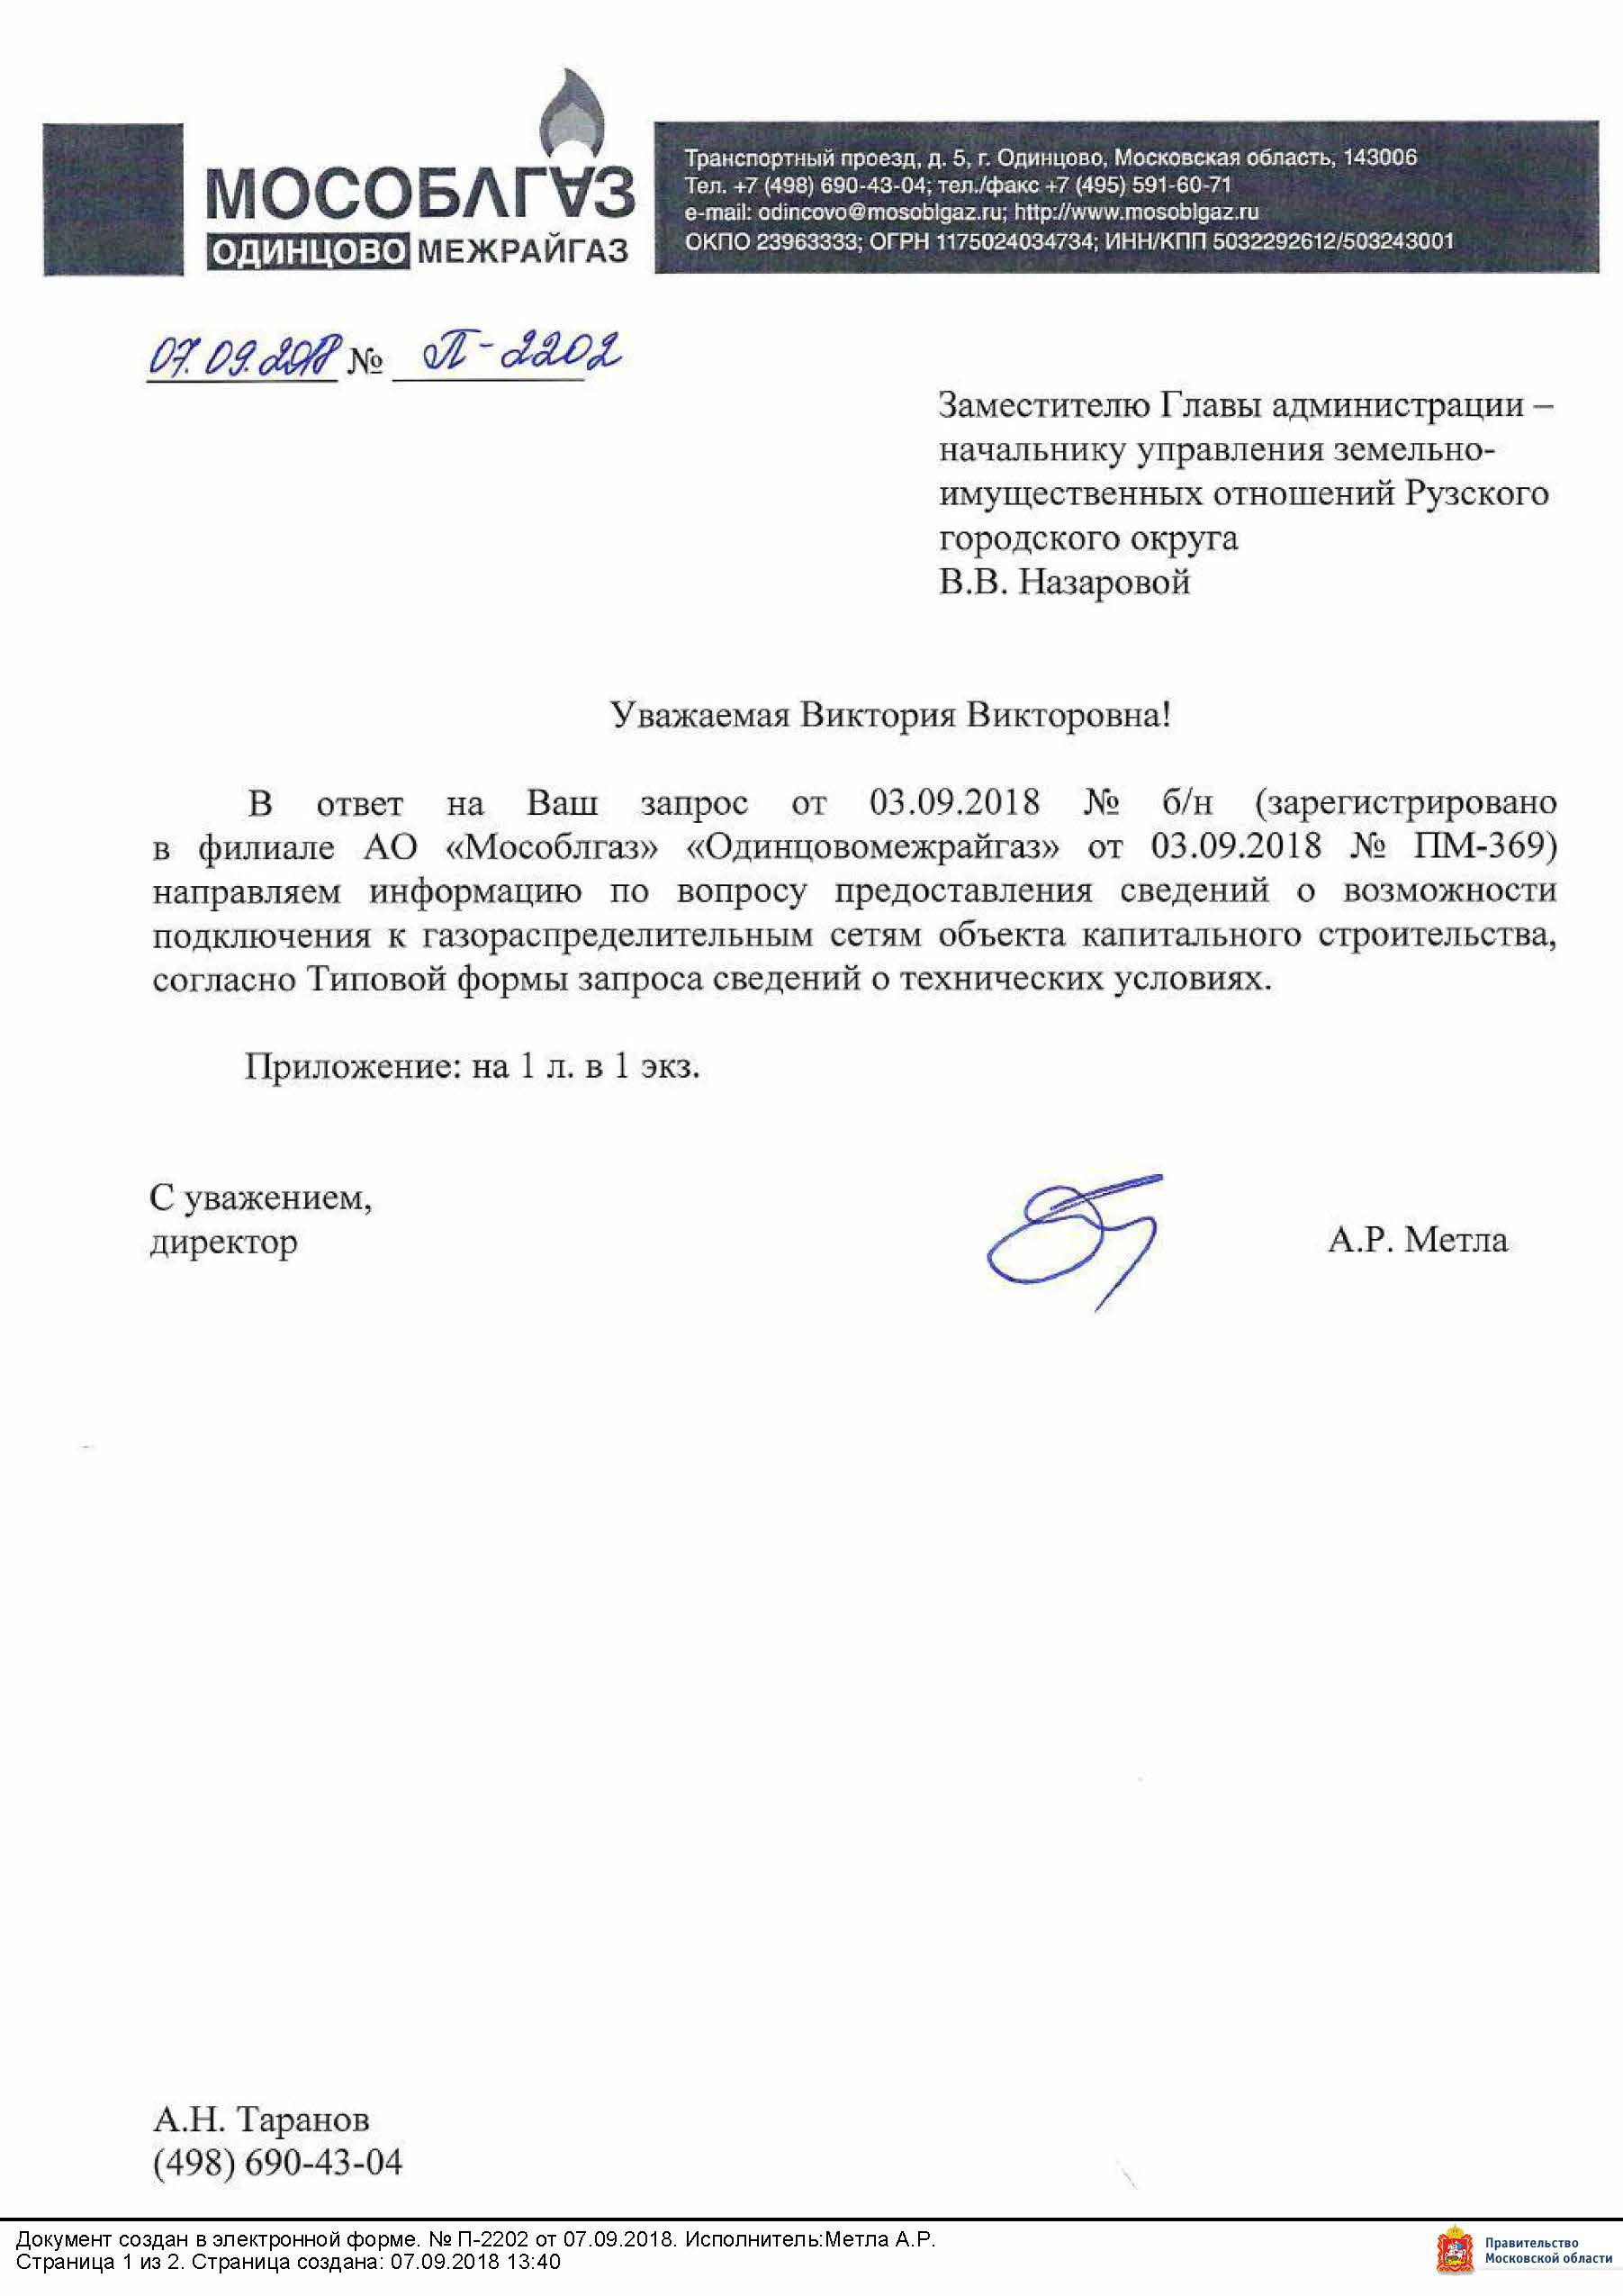 МОСОБЛГАЗ
ОДИНЦОВО МЕЖРАЙГАЗ
Транспортный проезд, д. 5, г. Одинцово, Московская область, 143006
Тел. +7 (498) 690-43-04; тел./факс +7 (495) 591-60-71
e-mail: odincovo@mosoblgaz.ru; http://www.mosoblgaz.ru
ОКПО 23963333; ОГРН 1175024034734; ИНН/КПП 5032292612/503243001
07.09.2018 № П-2202
Заместителю Главы администрации –
начальнику управления земельно-
имущественных отношений Рузского
городского округа
В.В. Назаровой
Уважаемая Виктория Викторовна!
В ответ на Ваш запрос от 03.09.2018 № б/н (зарегистрировано
в филиале АО «Мособлгаз» «Одинцовомежрайгаз» от 03.09.2018 № ПМ-369)
направляем информацию по вопросу предоставления сведений о возможности
подключения к газораспределительным сетям объекта капитального строительства,
согласно Типовой формы запроса сведений о технических условиях.
Приложение: на 1 л. в 1 экз.
С уважением,
директор
А.Р. Метла
А.Н. Таранов
(498) 690-43-04
Документ создан в электронной форме. № П-2202 от 07.09.2018. Исполнитель:Метла А.Р.
Страница 1 из 2. Страница создана: 07.09.2018 13:40
Правительство
Московской области